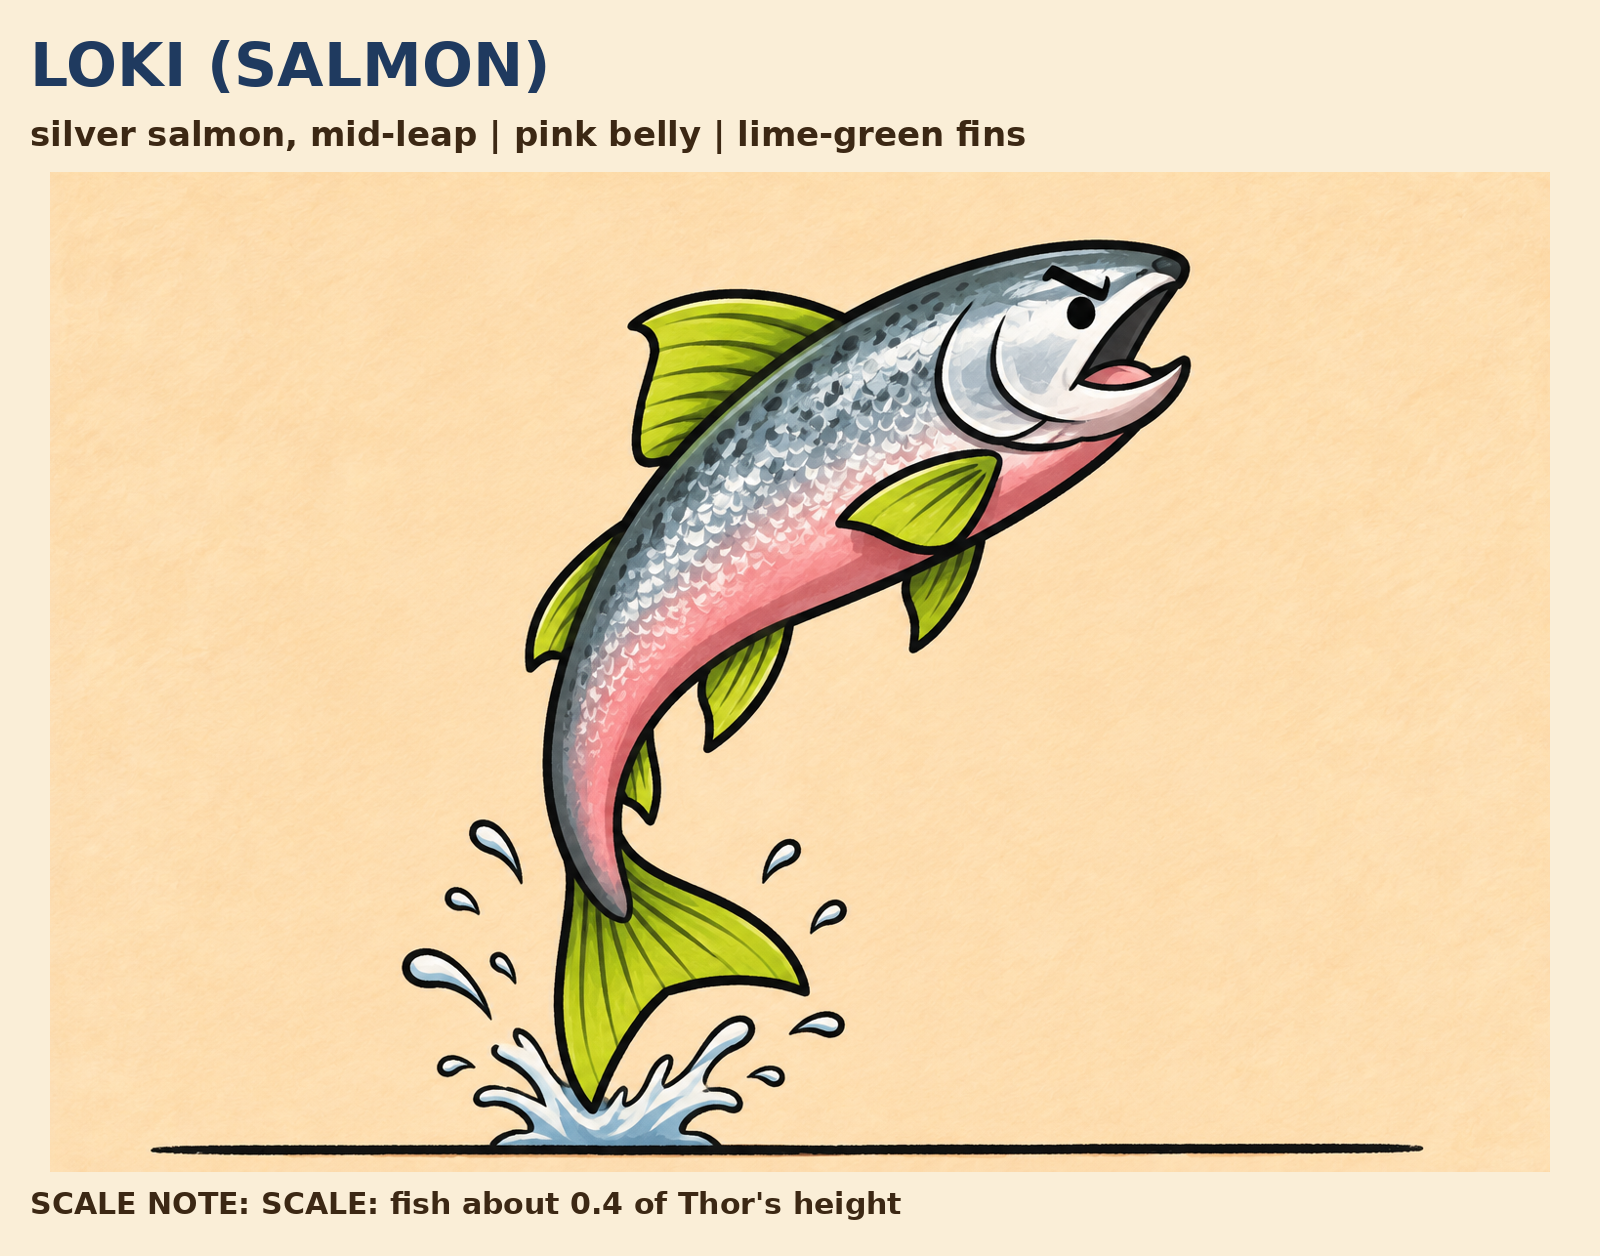 LOKI (SALMON)
silver salmon, mid-leap | pink belly | lime-green fins
SCALE NOTE: SCALE: fish about 0.4 of Thor's height